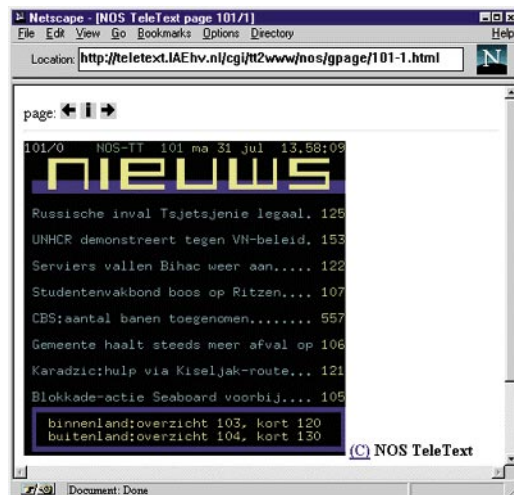 Netscape - [NOS TeleText page 101/1]
File Edit View Go Bookmarks Options Directory Help
Location: http://teletext.IAEhv.nl/cgi/tt2www/nos/gpage/101-1.html
N
page:
101/0 NOS-TT 101 ma 31 jul 13.58:09
nieuws
Russische inval Tsjetsjenie legaal. 125
UNHCR demonstreert tegen VN-beleid. 153
Serviers vallen Bihac weer aan..... 122
Studentenvakbond boos op Ritzen.... 107
CBS:aantal banen toegenomen........ 557
Gemeente haalt steeds meer afval op 106
Karadzic:hulp via Kiseljak-route... 121
Blokkade-actie Seaboard voorbij.... 105
binnenland:overzicht 103, kort 120
buitenland:overzicht 104, kort 130
(C) NOS TeleText
Document: Done